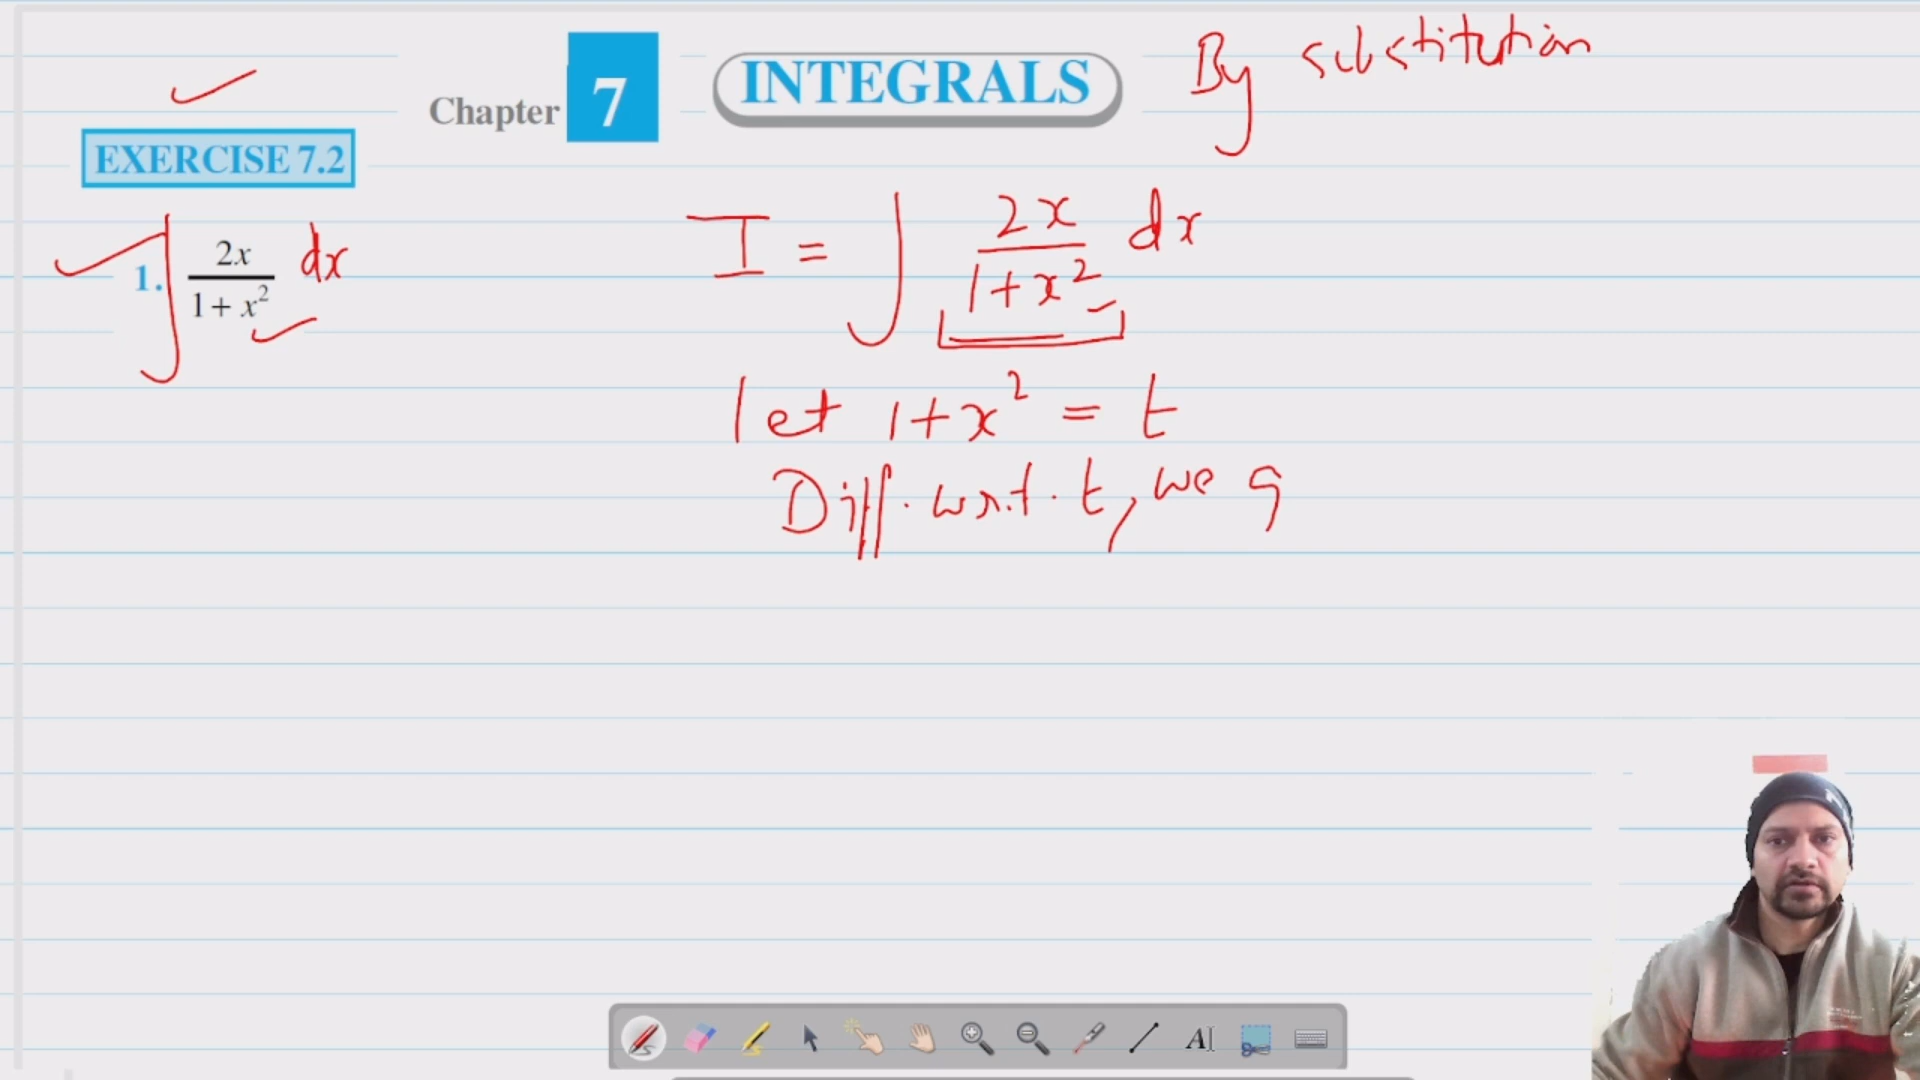 By substitution
Chapter 7 INTEGRALS
EXERCISE 7.2
1. ∫ 2x / 1 + x² dx
I = ∫ 2x / 1+x² dx
let 1+x² = t
Diff. w.r.t. t, we g
AI